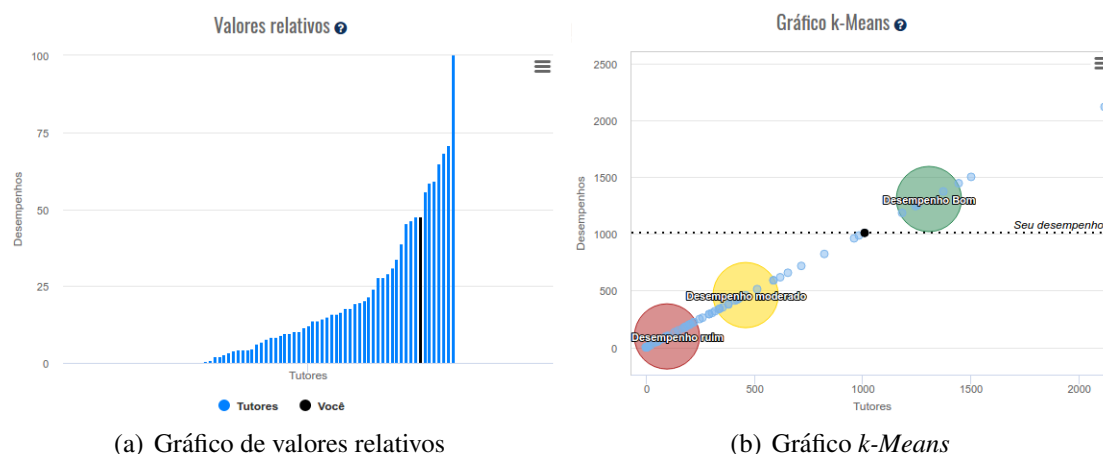 Valores relativos ?
100
75
50
25
0
Desempenhos
Tutores
Tutores Você
(a) Gráfico de valores relativos
Gráfico k-Means ?
2500
2000
1500
1000
500
0
Desempenhos
Desempenho Bom
Seu desempenho
Desempenho moderado
Desempenho ruim
0 500 1000 1500 2000
Tutores
(b) Gráfico k-Means